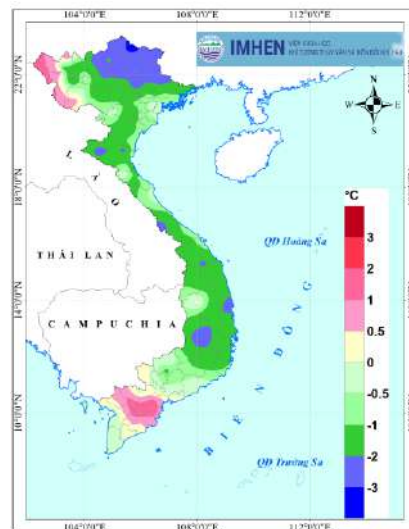 104°0'0"E 108°0'0"E 112°0'0"E
IMHEN
22°0'0"N
N
W E
S
18°0'0"N
LÀO
°C
QĐ Hoàng Sa
THÁI LAN
3
2
14°0'0"N
1
CAMPUCHIA
0.5
0
BIỂN ĐÔNG
-0.5
10°0'0"N
-1
QĐ Trường Sa
-2
-3
104°0'0"E 108°0'0"E 112°0'0"E